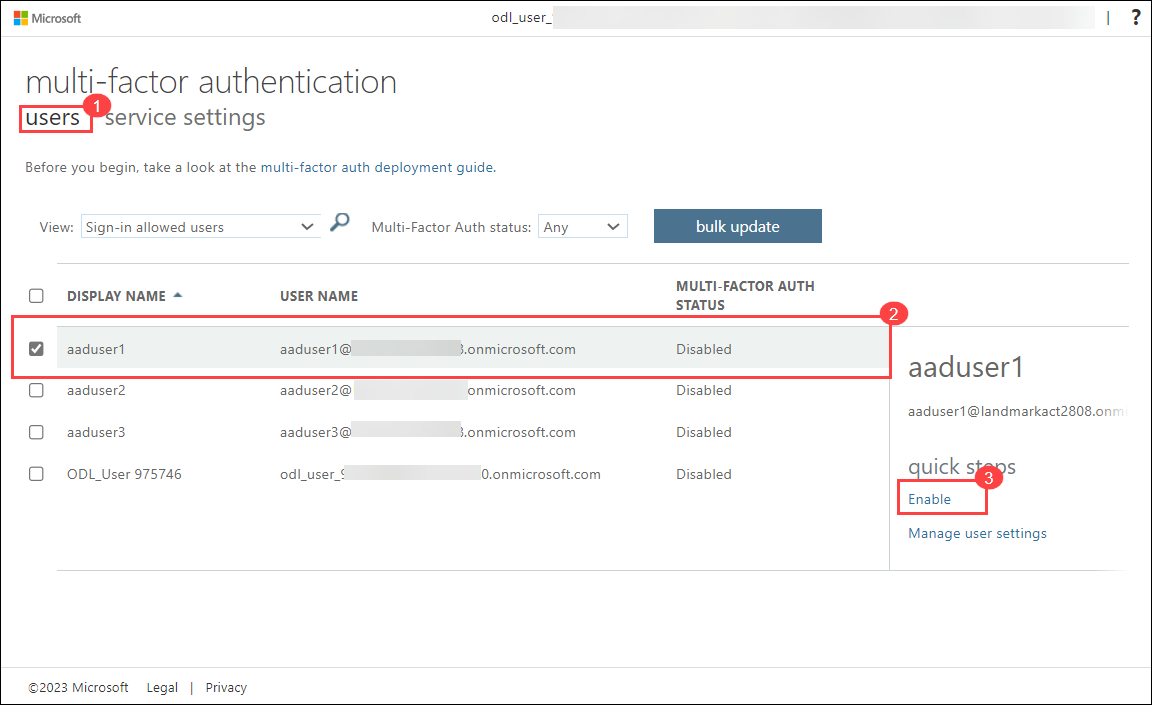 Microsoft odl_user_ | ?
multi-factor authentication
users 1 service settings
Before you begin, take a look at the multi-factor auth deployment guide.
View: Sign-in allowed users Multi-Factor Auth status: Any bulk update
DISPLAY NAME USER NAME MULTI-FACTOR AUTH STATUS
2
aaduser1 aaduser1@ .onmicrosoft.com Disabled
aaduser1
aaduser2 aaduser2@ onmicrosoft.com Disabled
aaduser1@landmarkact2808.onm
aaduser3 aaduser3@ .onmicrosoft.com Disabled
quick steps
ODL_User 975746 odl_user_ 0.onmicrosoft.com Disabled
3
Enable
Manage user settings
©2023 Microsoft Legal | Privacy